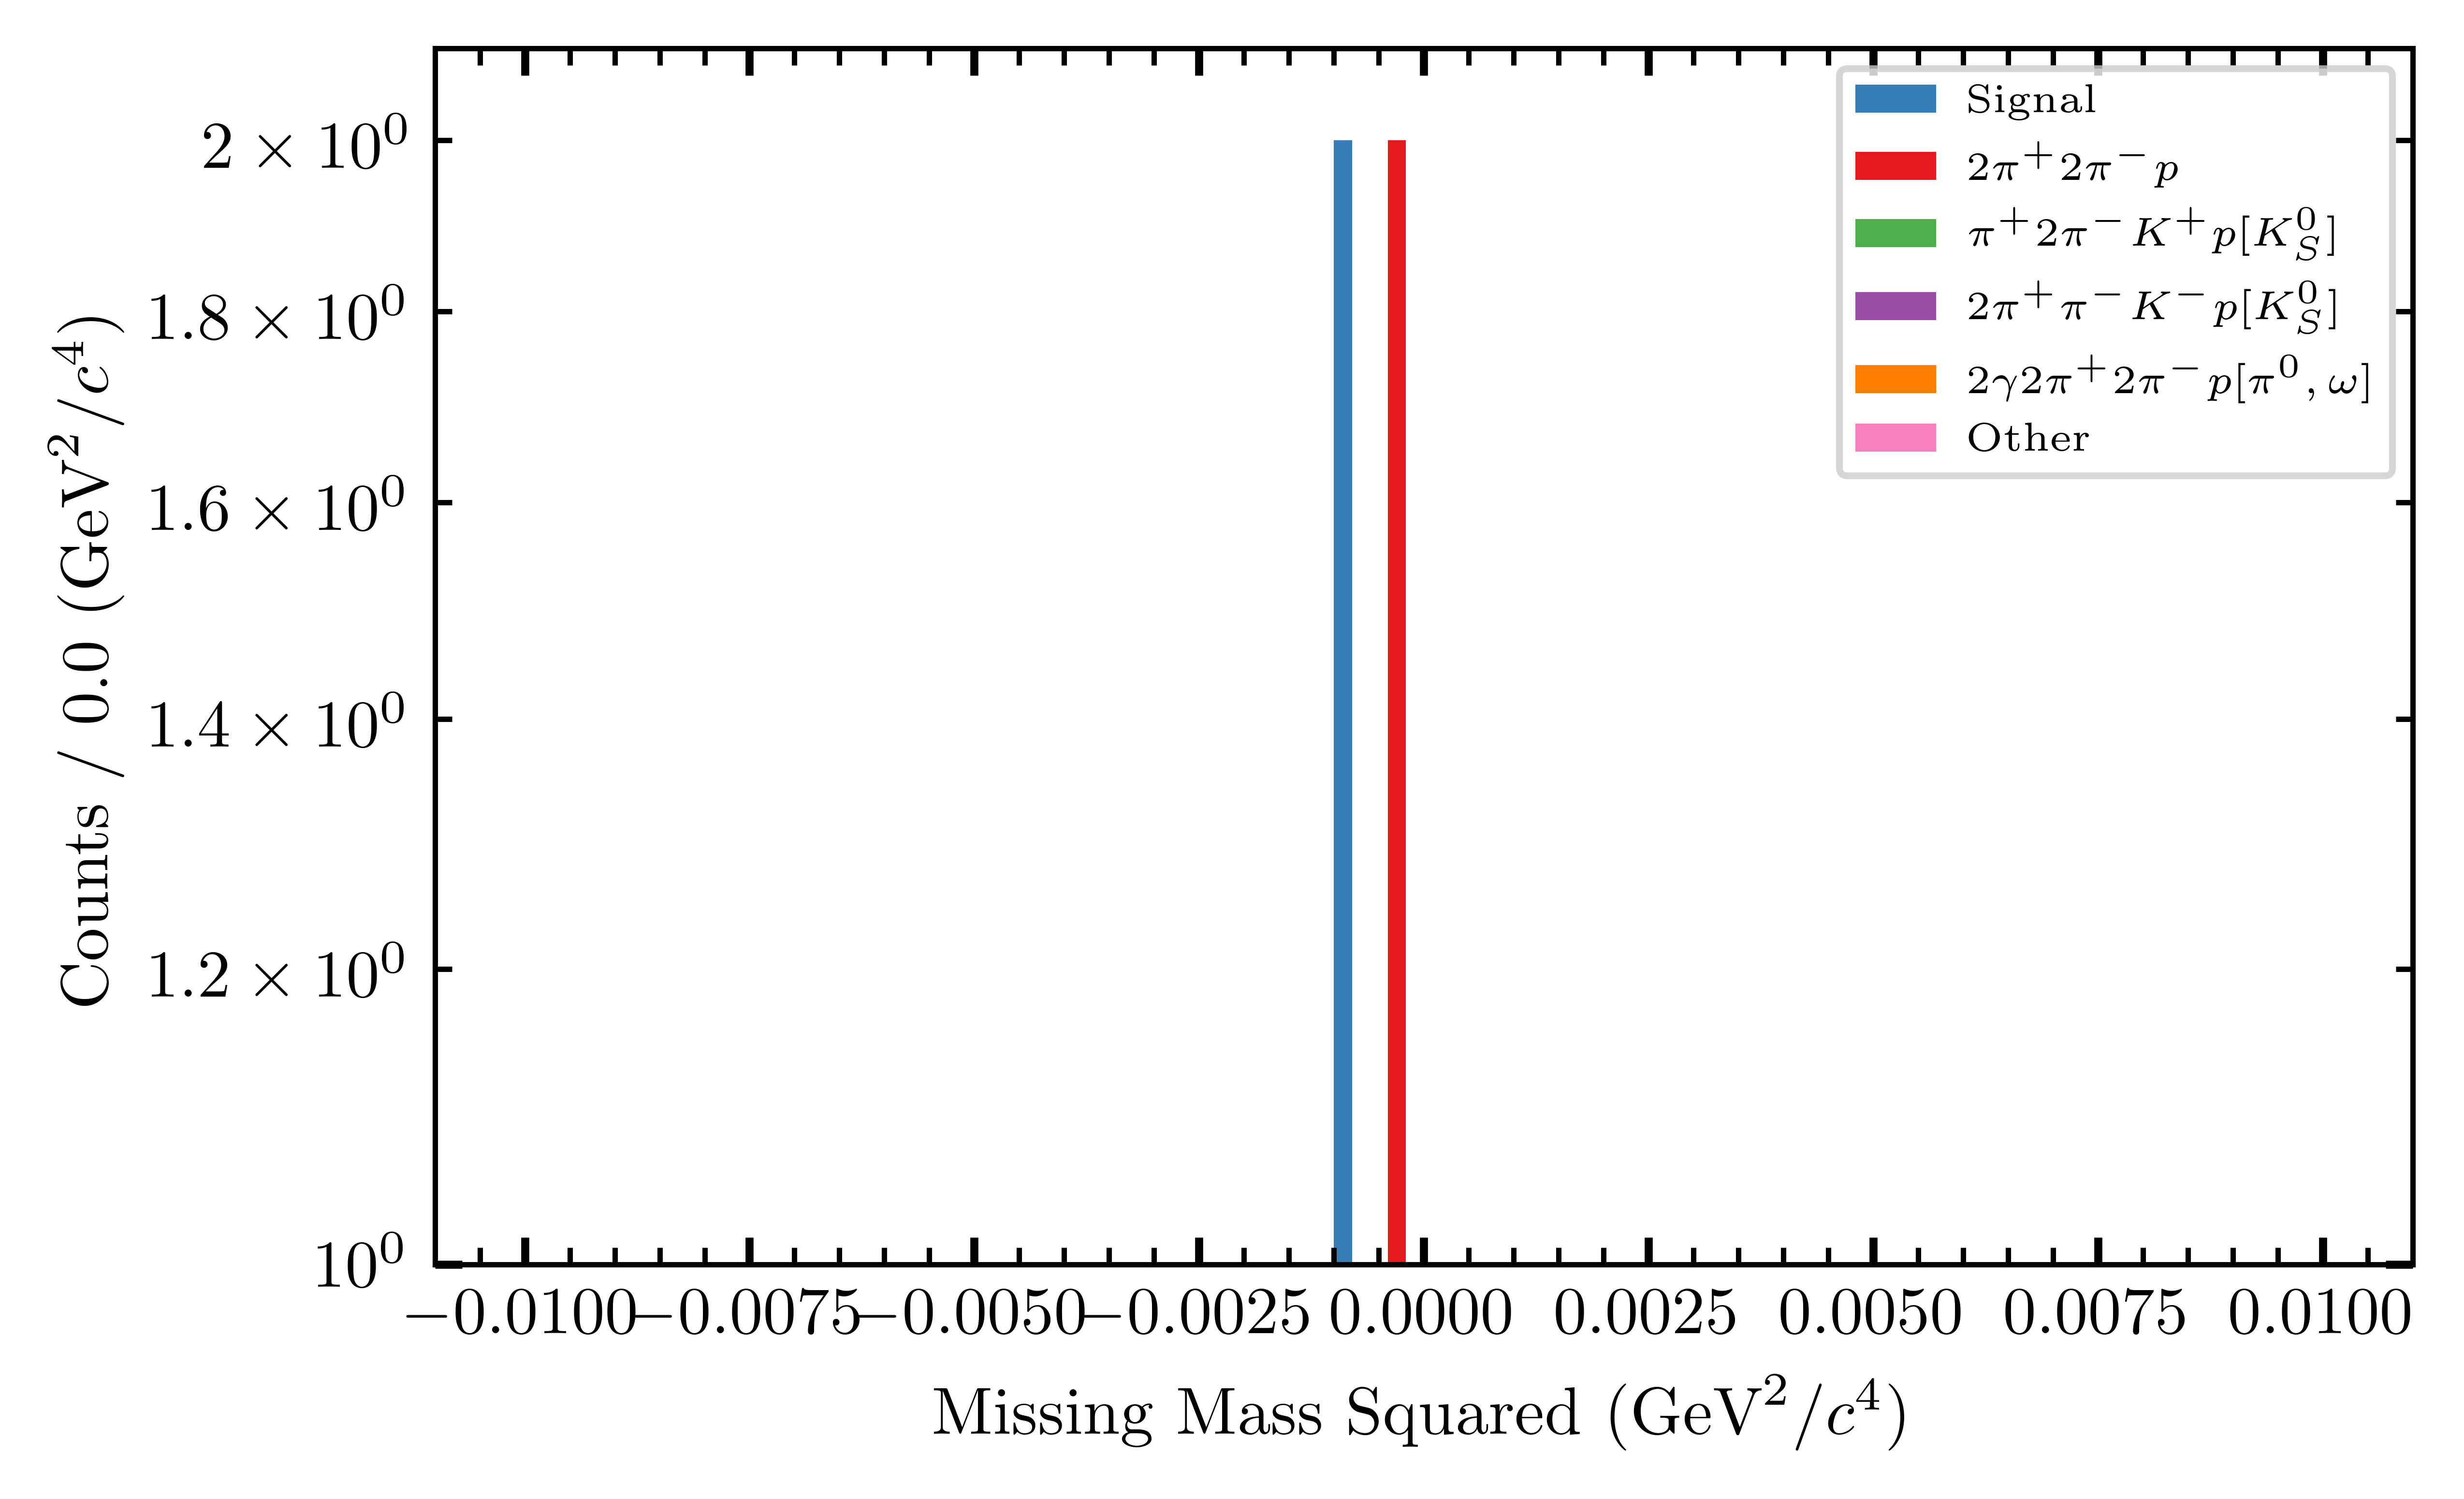 Signal
2π⁺2π⁻p
π⁺2π⁻K⁺p[K⁰_S]
2π⁺π⁻K⁻p[K⁰_S]
2γ2π⁺2π⁻p[π⁰, ω]
Other
Counts / 0.0 (GeV²/c⁴)
2 × 10⁰
1.8 × 10⁰
1.6 × 10⁰
1.4 × 10⁰
1.2 × 10⁰
10⁰
−0.0100 −0.0075 −0.0050 −0.0025 0.0000 0.0025 0.0050 0.0075 0.0100
Missing Mass Squared (GeV²/c⁴)